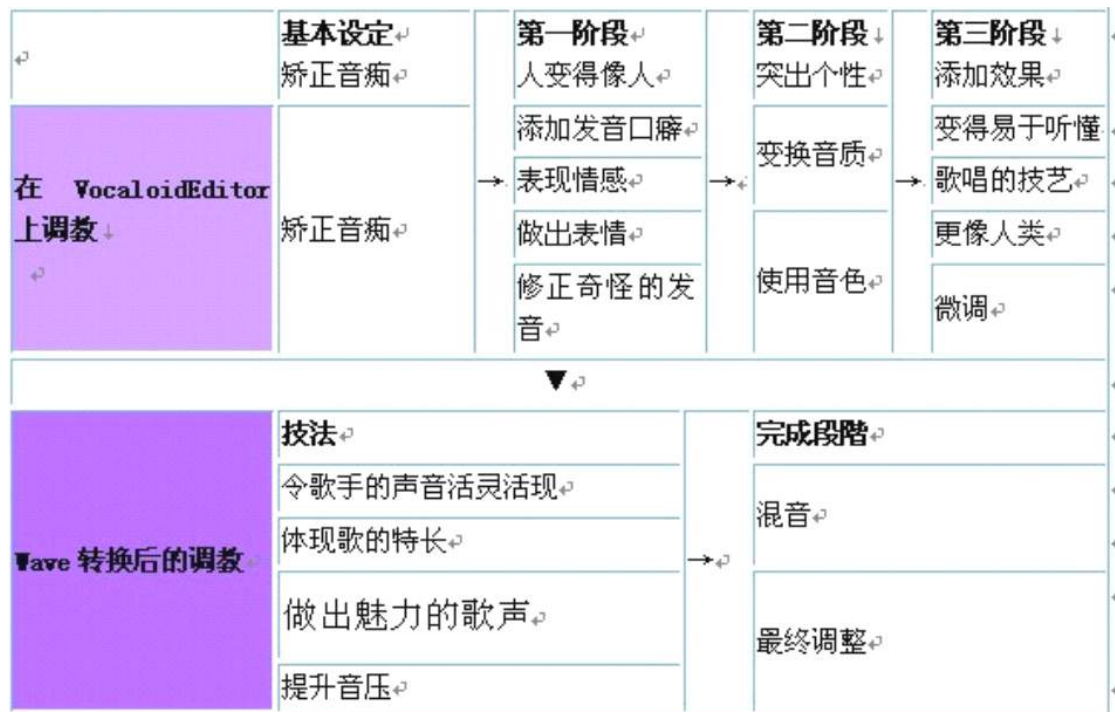 基本设定
矫正音痴
第一阶段
人变得像人
第二阶段↓
突出个性
第三阶段↓
添加效果
在 VocaloidEditor
上调教↓
矫正音痴
→
添加发音口癖
表现情感
做出表情
修正奇怪的发
音
→
变换音质
使用音色
→
变得易于听懂
歌唱的技艺
更像人类
微调
▼
Wave 转换后的调教
技法
令歌手的声音活灵活现
体现歌的特长
做出魅力的歌声
提升音压
→
完成段階
混音
最终调整